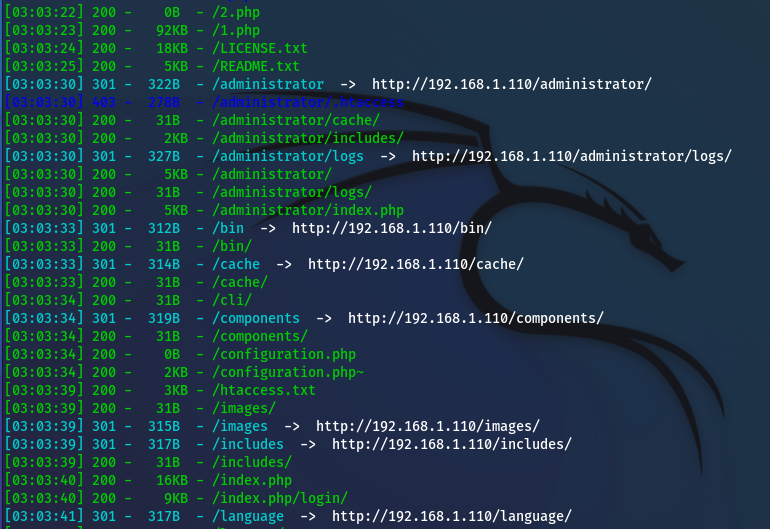 [03:03:22] 200 -    0B  - /2.php
[03:03:23] 200 -   92KB - /1.php
[03:03:24] 200 -   18KB - /LICENSE.txt
[03:03:25] 200 -    5KB - /README.txt
[03:03:30] 301 -  322B  - /administrator  ->  http://192.168.1.110/administrator/
[03:03:30] 403 -  278B  - /administrator/.htaccess
[03:03:30] 200 -   31B  - /administrator/cache/
[03:03:30] 200 -    2KB - /administrator/includes/
[03:03:30] 301 -  327B  - /administrator/logs  ->  http://192.168.1.110/administrator/logs/
[03:03:30] 200 -    5KB - /administrator/
[03:03:30] 200 -   31B  - /administrator/logs/
[03:03:30] 200 -    5KB - /administrator/index.php
[03:03:33] 301 -  312B  - /bin  ->  http://192.168.1.110/bin/
[03:03:33] 200 -   31B  - /bin/
[03:03:33] 301 -  314B  - /cache  ->  http://192.168.1.110/cache/
[03:03:33] 200 -   31B  - /cache/
[03:03:34] 200 -   31B  - /cli/
[03:03:34] 301 -  319B  - /components  ->  http://192.168.1.110/components/
[03:03:34] 200 -   31B  - /components/
[03:03:34] 200 -    0B  - /configuration.php
[03:03:34] 200 -    2KB - /configuration.php~
[03:03:39] 200 -    3KB - /htaccess.txt
[03:03:39] 200 -   31B  - /images/
[03:03:39] 301 -  315B  - /images  ->  http://192.168.1.110/images/
[03:03:39] 301 -  317B  - /includes  ->  http://192.168.1.110/includes/
[03:03:39] 200 -   31B  - /includes/
[03:03:40] 200 -   16KB - /index.php
[03:03:40] 200 -    9KB - /index.php/login/
[03:03:41] 301 -  317B  - /language  ->  http://192.168.1.110/language/